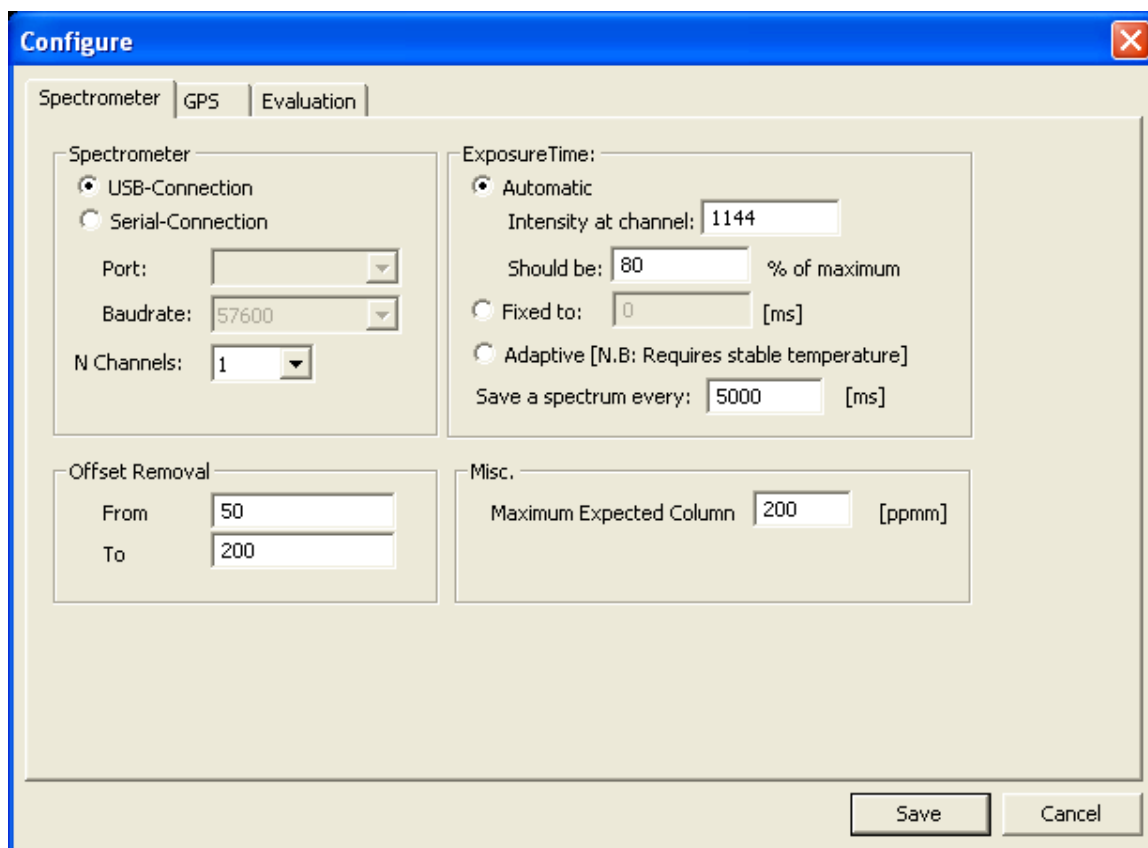 Configure
Spectrometer GPS Evaluation
Spectrometer
USB-Connection
Serial-Connection
Port:
Baudrate: 57600
N Channels: 1
ExposureTime:
Automatic
Intensity at channel: 1144
Should be: 80 % of maximum
Fixed to: 0 [ms]
Adaptive [N.B: Requires stable temperature]
Save a spectrum every: 5000 [ms]
Offset Removal
From 50
To 200
Misc.
Maximum Expected Column 200 [ppmm]
Save Cancel